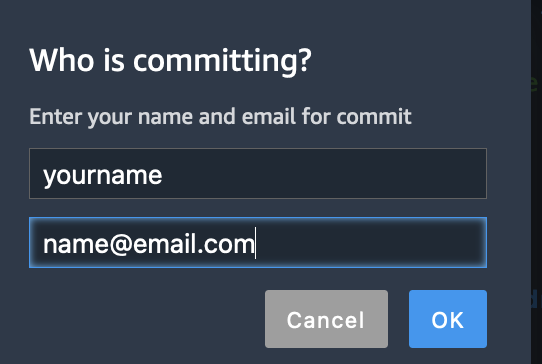 Who is committing?
Enter your name and email for commit
yourname
name@email.com
Cancel OK